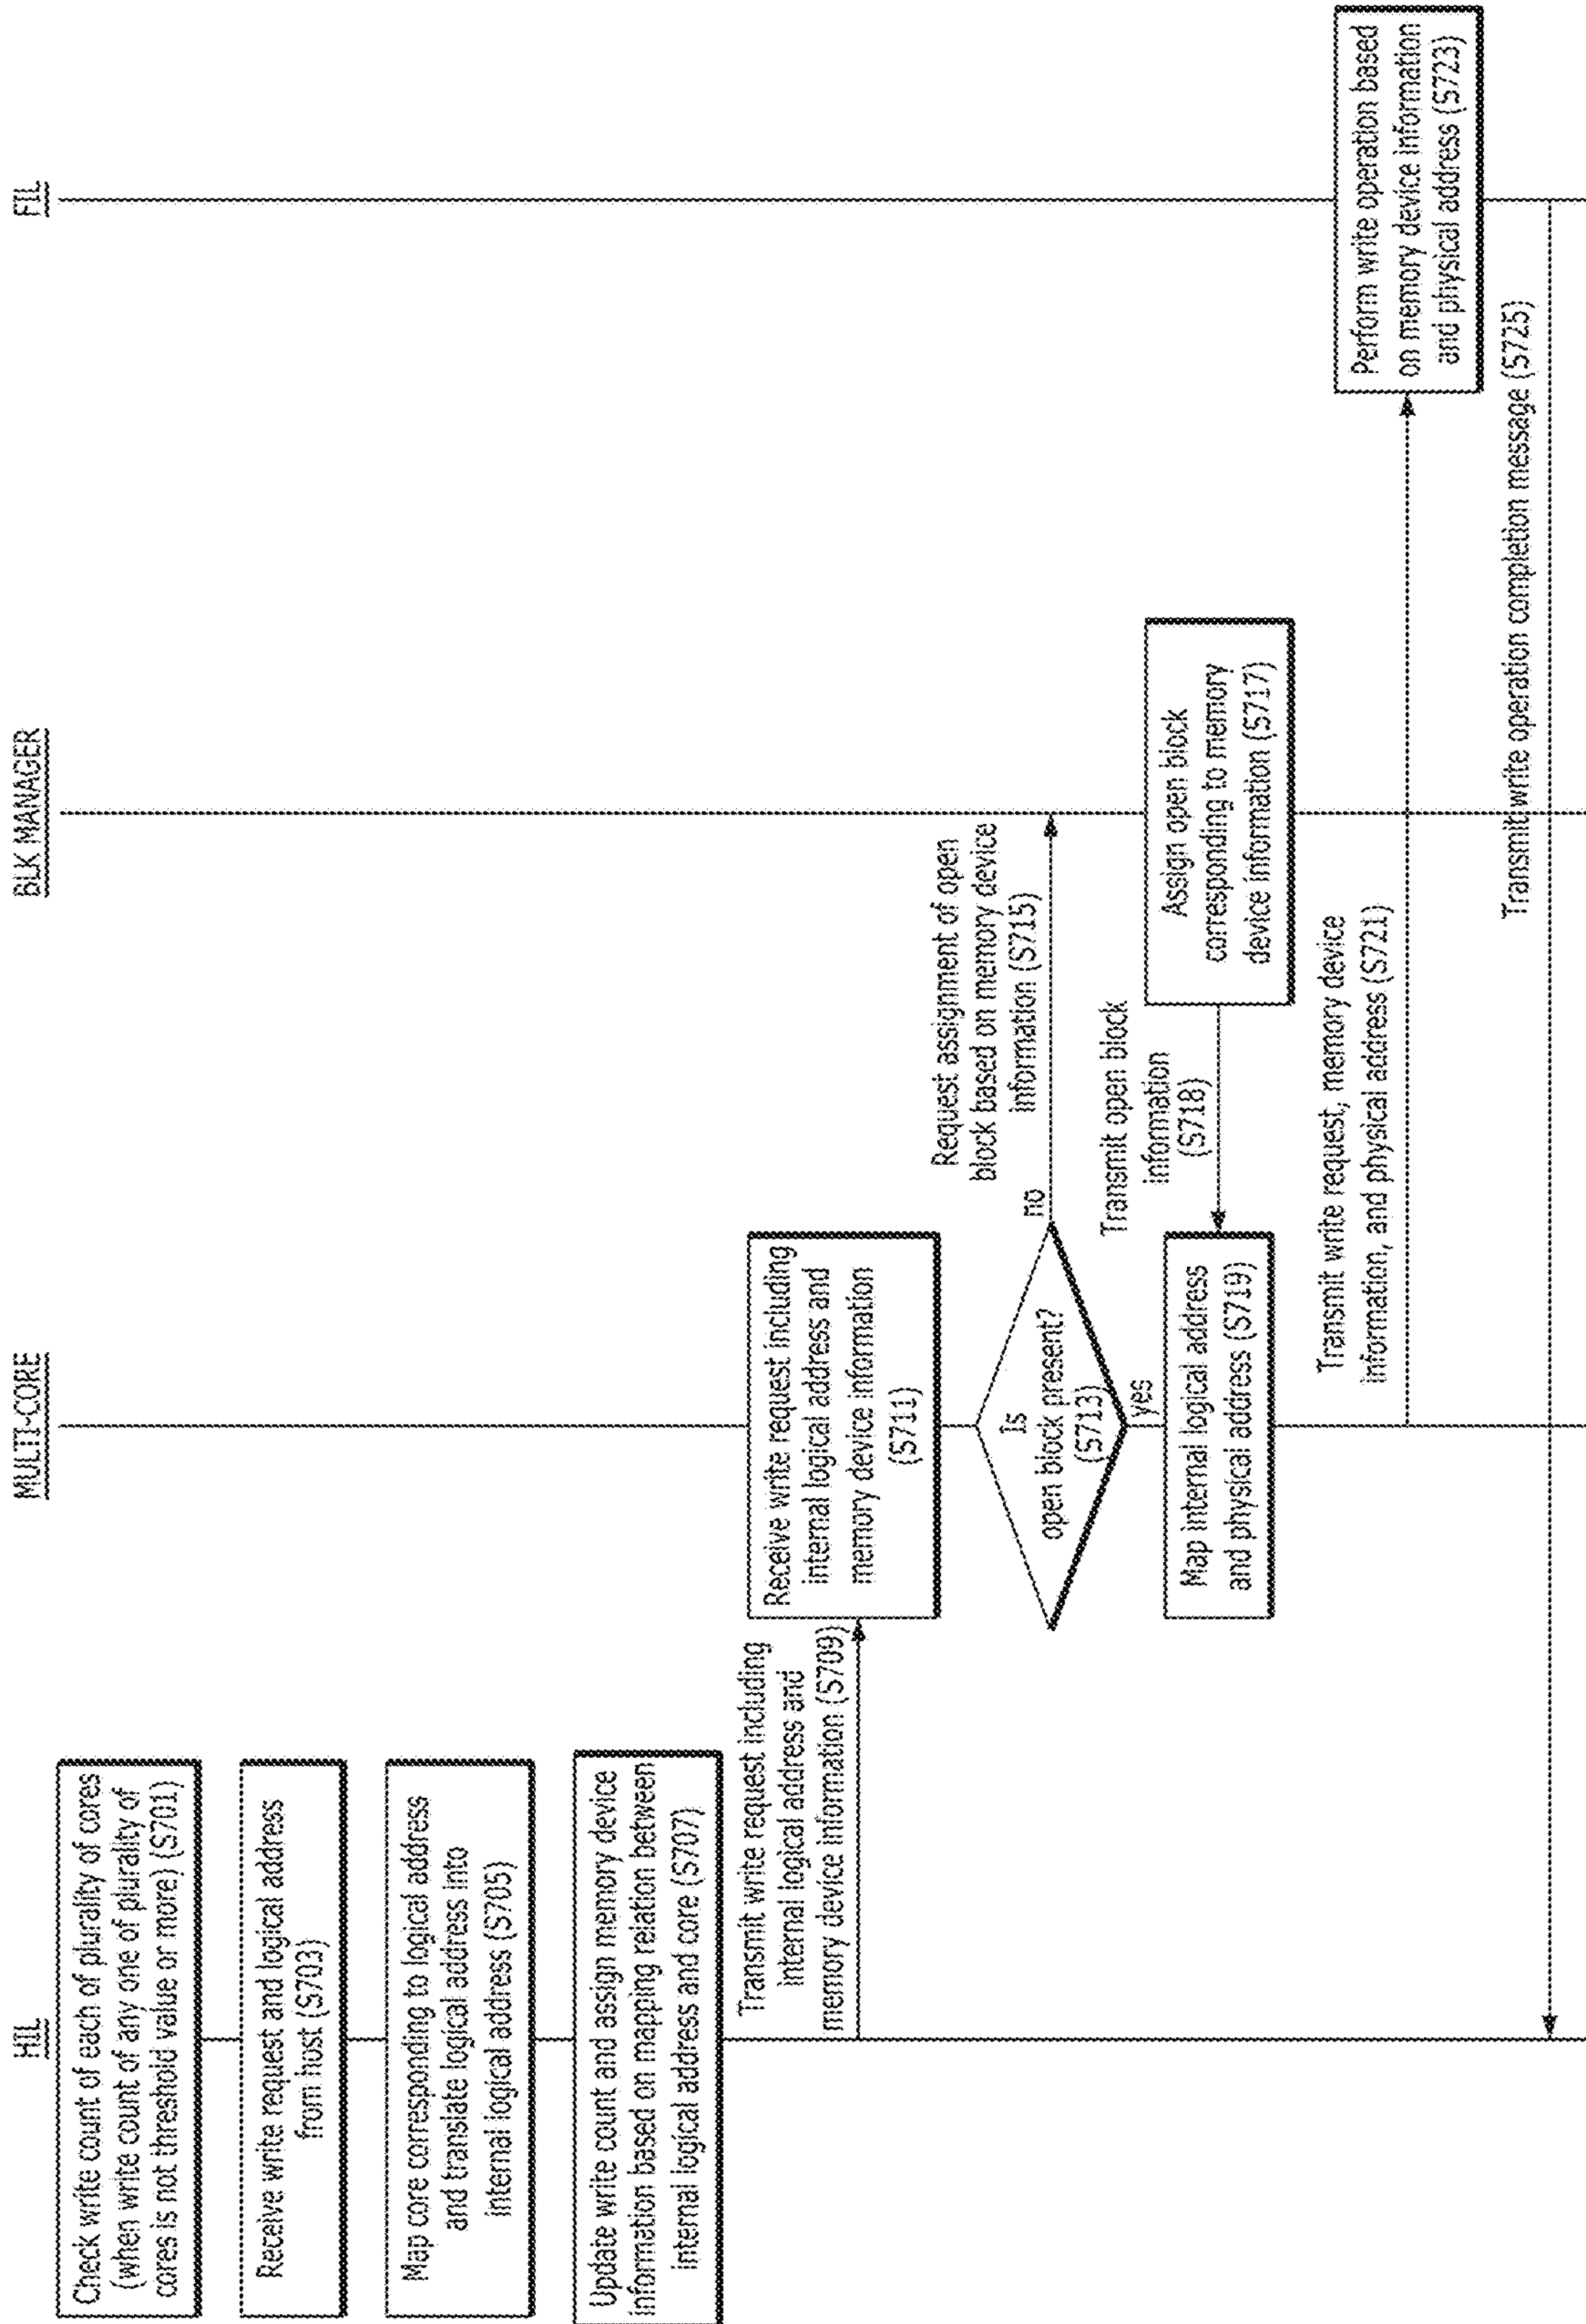 HIL
MULTI-CORE
BLK MANAGER
FIL
Check write count of each of plurality of cores
(when write count of any one of plurality of
cores is not threshold value or more) (S701)
Receive write request and logical address
from host (S703)
Map core corresponding to logical address
and translate logical address into
internal logical address (S705)
Update write count and assign memory device
information based on mapping relation between
internal logical address and core (S707)
Transmit write request including
internal logical address and
memory device information (S709)
Receive write request including
internal logical address and
memory device information
(S711)
Is
open block present?
(S713)
no
yes
Request assignment of open
block based on memory device
information (S715)
Assign open block
corresponding to memory
device information (S717)
Transmit open block
information
(S718)
Map internal logical address
and physical address (S719)
Transmit write request, memory device
information, and physical address (S721)
Perform write operation based
on memory device information
and physical address (S723)
Transmit write operation completion message (S725)